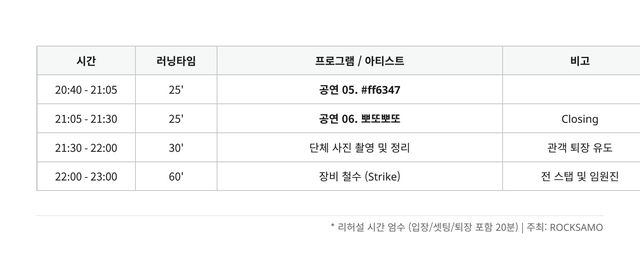 시간 러닝타임 프로그램 / 아티스트 비고
20:40 - 21:05 25' 공연 05. #ff6347
21:05 - 21:30 25' 공연 06. 뽀또뽀또 Closing
21:30 - 22:00 30' 단체 사진 촬영 및 정리 관객 퇴장 유도
22:00 - 23:00 60' 장비 철수 (Strike) 전 스탭 및 임원진
* 리허설 시간 엄수 (입장/셋팅/퇴장 포함 20분) | 주최: ROCKSAMO